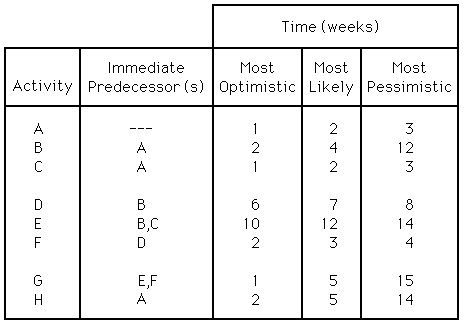 Time (weeks)
Activity Immediate Predecessor(s) Most Optimistic Most Likely Most Pessimistic
A --- 1 2 3
B A 2 4 12
C A 1 2 3
D B 6 7 8
E B,C 10 12 14
F D 2 3 4
G E,F 1 5 15
H A 2 5 14